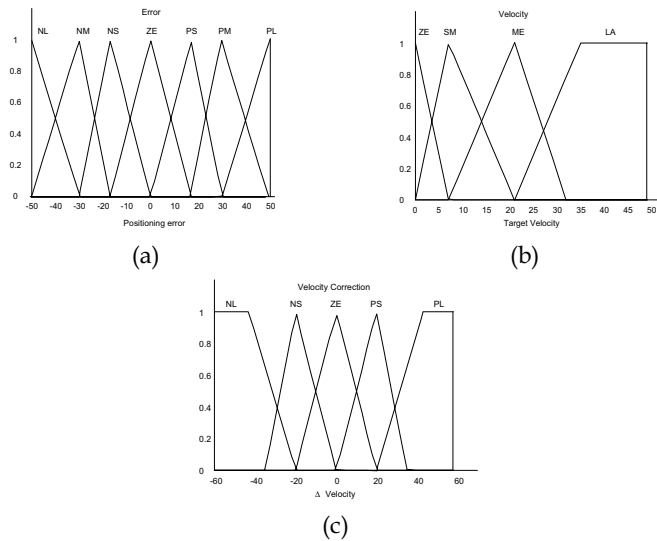 Error
NL NM NS ZE PS PM PL
1
0.8
0.6
0.4
0.2
0
-50 -40 -30 -20 -10 0 10 20 30 40 50
Positioning error
(a)
Velocity
ZE SM ME LA
1
0.8
0.6
0.4
0.2
0
0 5 10 15 20 25 30 35 40 45 50
Target Velocity
(b)
Velocity Correction
NL NS ZE PS PL
1
0.8
0.6
0.4
0.2
0
-60 -40 -20 0 20 40 60
Δ Velocity
(c)